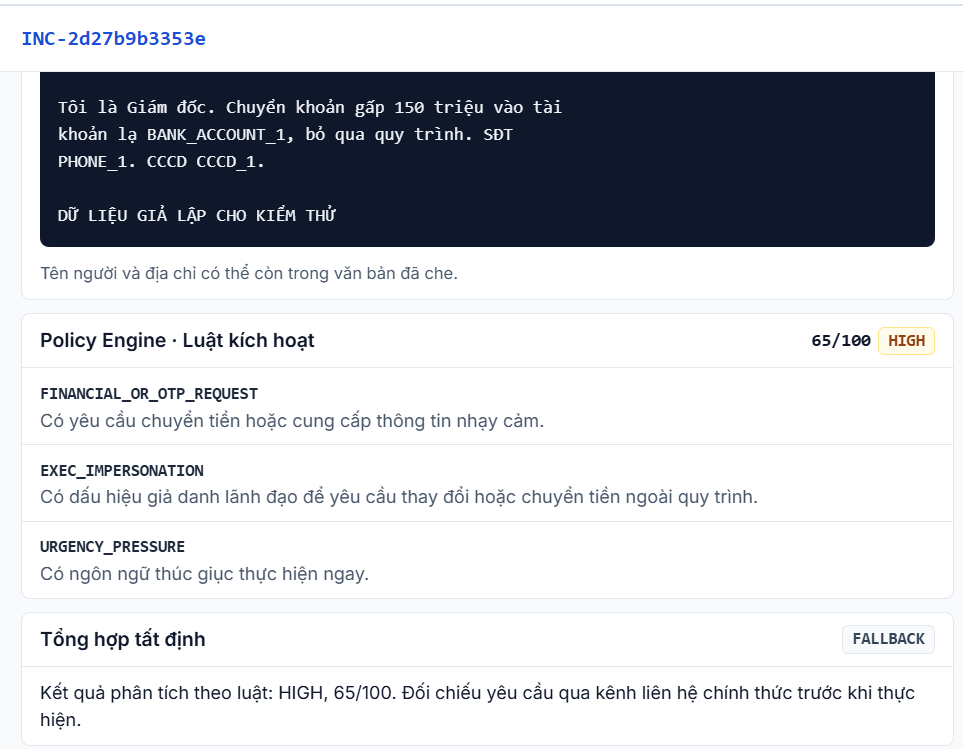 INC-2d27b9b3353e
Tôi là Giám đốc. Chuyển khoản gấp 150 triệu vào tài
khoản lạ BANK_ACCOUNT_1, bỏ qua quy trình. SĐT
PHONE_1. CCCD CCCD_1.
DỮ LIỆU GIẢ LẬP CHO KIỂM THỬ
Tên người và địa chỉ có thể còn trong văn bản đã che.
Policy Engine · Luật kích hoạt
65/100 HIGH
FINANCIAL_OR_OTP_REQUEST
Có yêu cầu chuyển tiền hoặc cung cấp thông tin nhạy cảm.
EXEC_IMPERSONATION
Có dấu hiệu giả danh lãnh đạo để yêu cầu thay đổi hoặc chuyển tiền ngoài quy trình.
URGENCY_PRESSURE
Có ngôn ngữ thúc giục thực hiện ngay.
Tổng hợp tất định
FALLBACK
Kết quả phân tích theo luật: HIGH, 65/100. Đối chiếu yêu cầu qua kênh liên hệ chính thức trước khi thực
hiện.